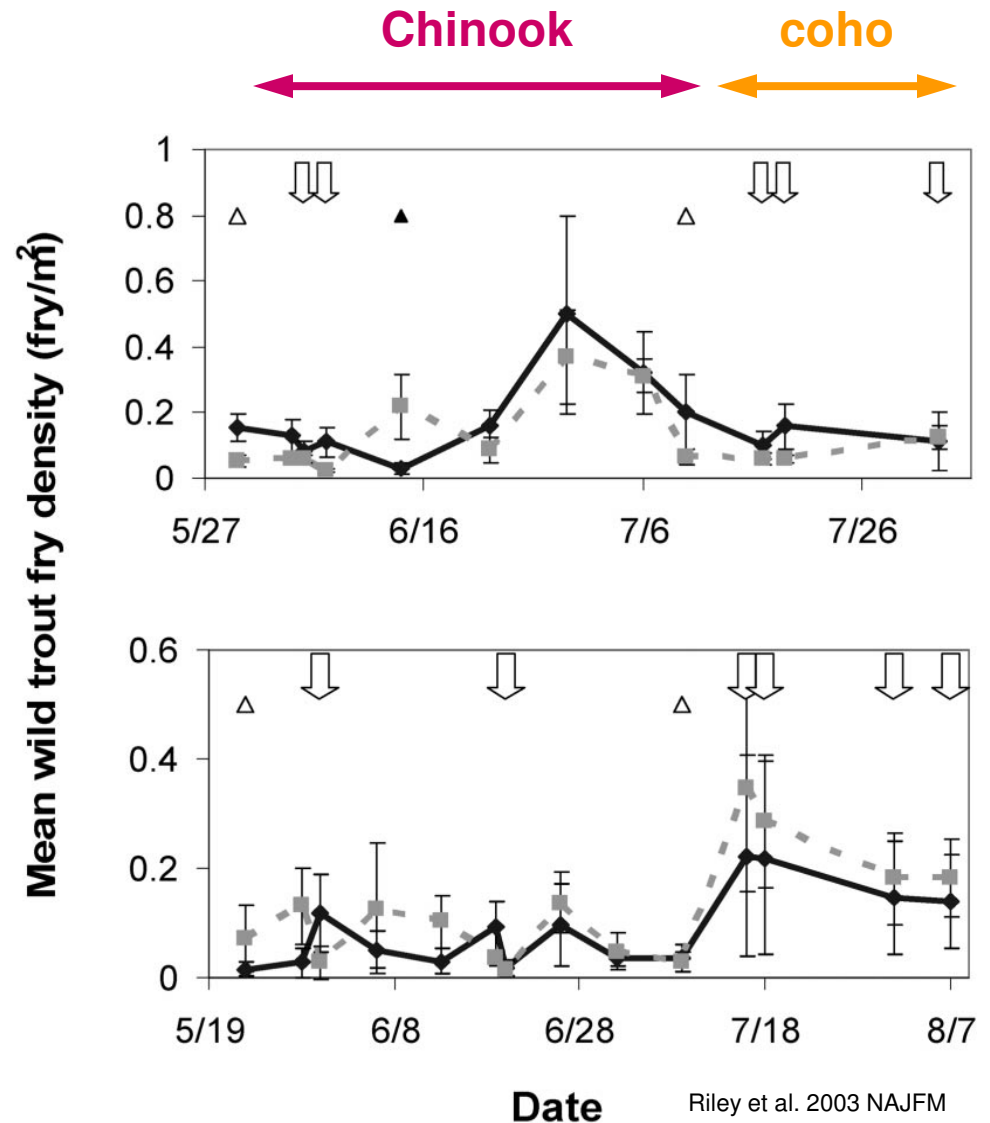 Chinook coho
Mean wild trout fry density (fry/m²)
1
0.8
0.6
0.4
0.2
0
5/27 6/16 7/6 7/26
0.6
0.4
0.2
0
5/19 6/8 6/28 7/18 8/7
Date
Riley et al. 2003 NAJFM